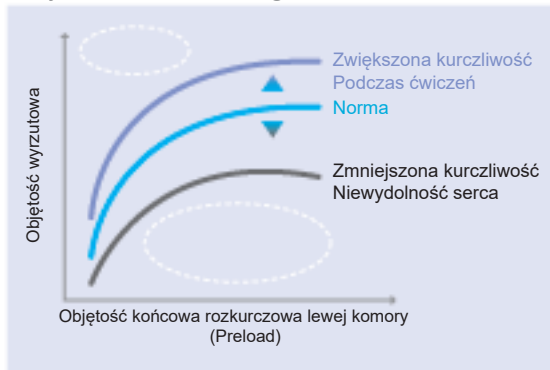 Zwiększona kurczliwość
Podczas ćwiczeń
Norma
Zmniejszona kurczliwość
Niewydolność serca
Objętość wyrzutowa
Objętość końcowa rozkurczowa lewej komory
(Preload)